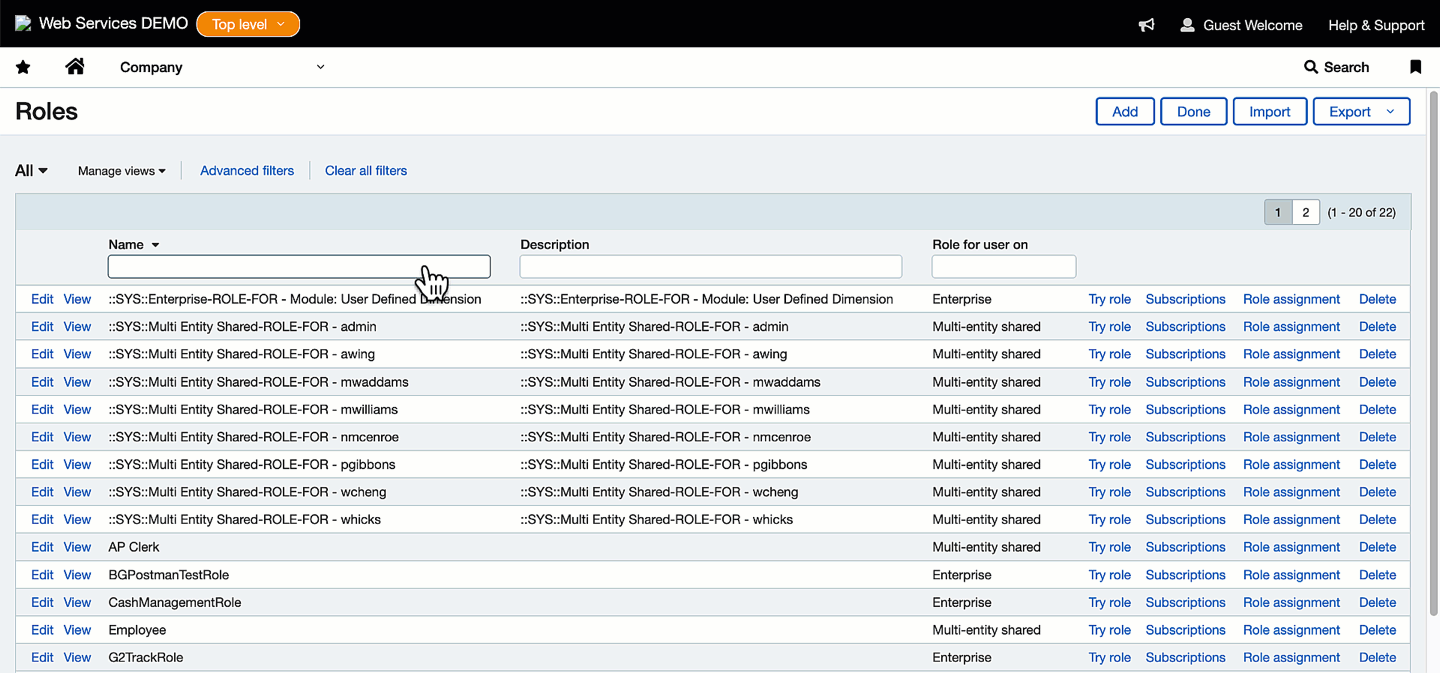 Web Services DEMO Top level Guest Welcome Help & Support
Company Search
Roles Add Done Import Export
All Manage views Advanced filters Clear all filters
1 2 (1 - 20 of 22)
Name Description Role for user on
Edit View ::SYS::Enterprise-ROLE-FOR - Module: User Defined Dimension ::SYS::Enterprise-ROLE-FOR - Module: User Defined Dimension Enterprise Try role Subscriptions Role assignment Delete
Edit View ::SYS::Multi Entity Shared-ROLE-FOR - admin ::SYS::Multi Entity Shared-ROLE-FOR - admin Multi-entity shared Try role Subscriptions Role assignment Delete
Edit View ::SYS::Multi Entity Shared-ROLE-FOR - awing ::SYS::Multi Entity Shared-ROLE-FOR - awing Multi-entity shared Try role Subscriptions Role assignment Delete
Edit View ::SYS::Multi Entity Shared-ROLE-FOR - mwaddams ::SYS::Multi Entity Shared-ROLE-FOR - mwaddams Multi-entity shared Try role Subscriptions Role assignment Delete
Edit View ::SYS::Multi Entity Shared-ROLE-FOR - mwilliams ::SYS::Multi Entity Shared-ROLE-FOR - mwilliams Multi-entity shared Try role Subscriptions Role assignment Delete
Edit View ::SYS::Multi Entity Shared-ROLE-FOR - nmcenroe ::SYS::Multi Entity Shared-ROLE-FOR - nmcenroe Multi-entity shared Try role Subscriptions Role assignment Delete
Edit View ::SYS::Multi Entity Shared-ROLE-FOR - pgibbons ::SYS::Multi Entity Shared-ROLE-FOR - pgibbons Multi-entity shared Try role Subscriptions Role assignment Delete
Edit View ::SYS::Multi Entity Shared-ROLE-FOR - wcheng ::SYS::Multi Entity Shared-ROLE-FOR - wcheng Multi-entity shared Try role Subscriptions Role assignment Delete
Edit View ::SYS::Multi Entity Shared-ROLE-FOR - whicks ::SYS::Multi Entity Shared-ROLE-FOR - whicks Multi-entity shared Try role Subscriptions Role assignment Delete
Edit View AP Clerk Multi-entity shared Try role Subscriptions Role assignment Delete
Edit View BGPostmanTestRole Enterprise Try role Subscriptions Role assignment Delete
Edit View CashManagementRole Enterprise Try role Subscriptions Role assignment Delete
Edit View Employee Multi-entity shared Try role Subscriptions Role assignment Delete
Edit View G2TrackRole Enterprise Try role Subscriptions Role assignment Delete